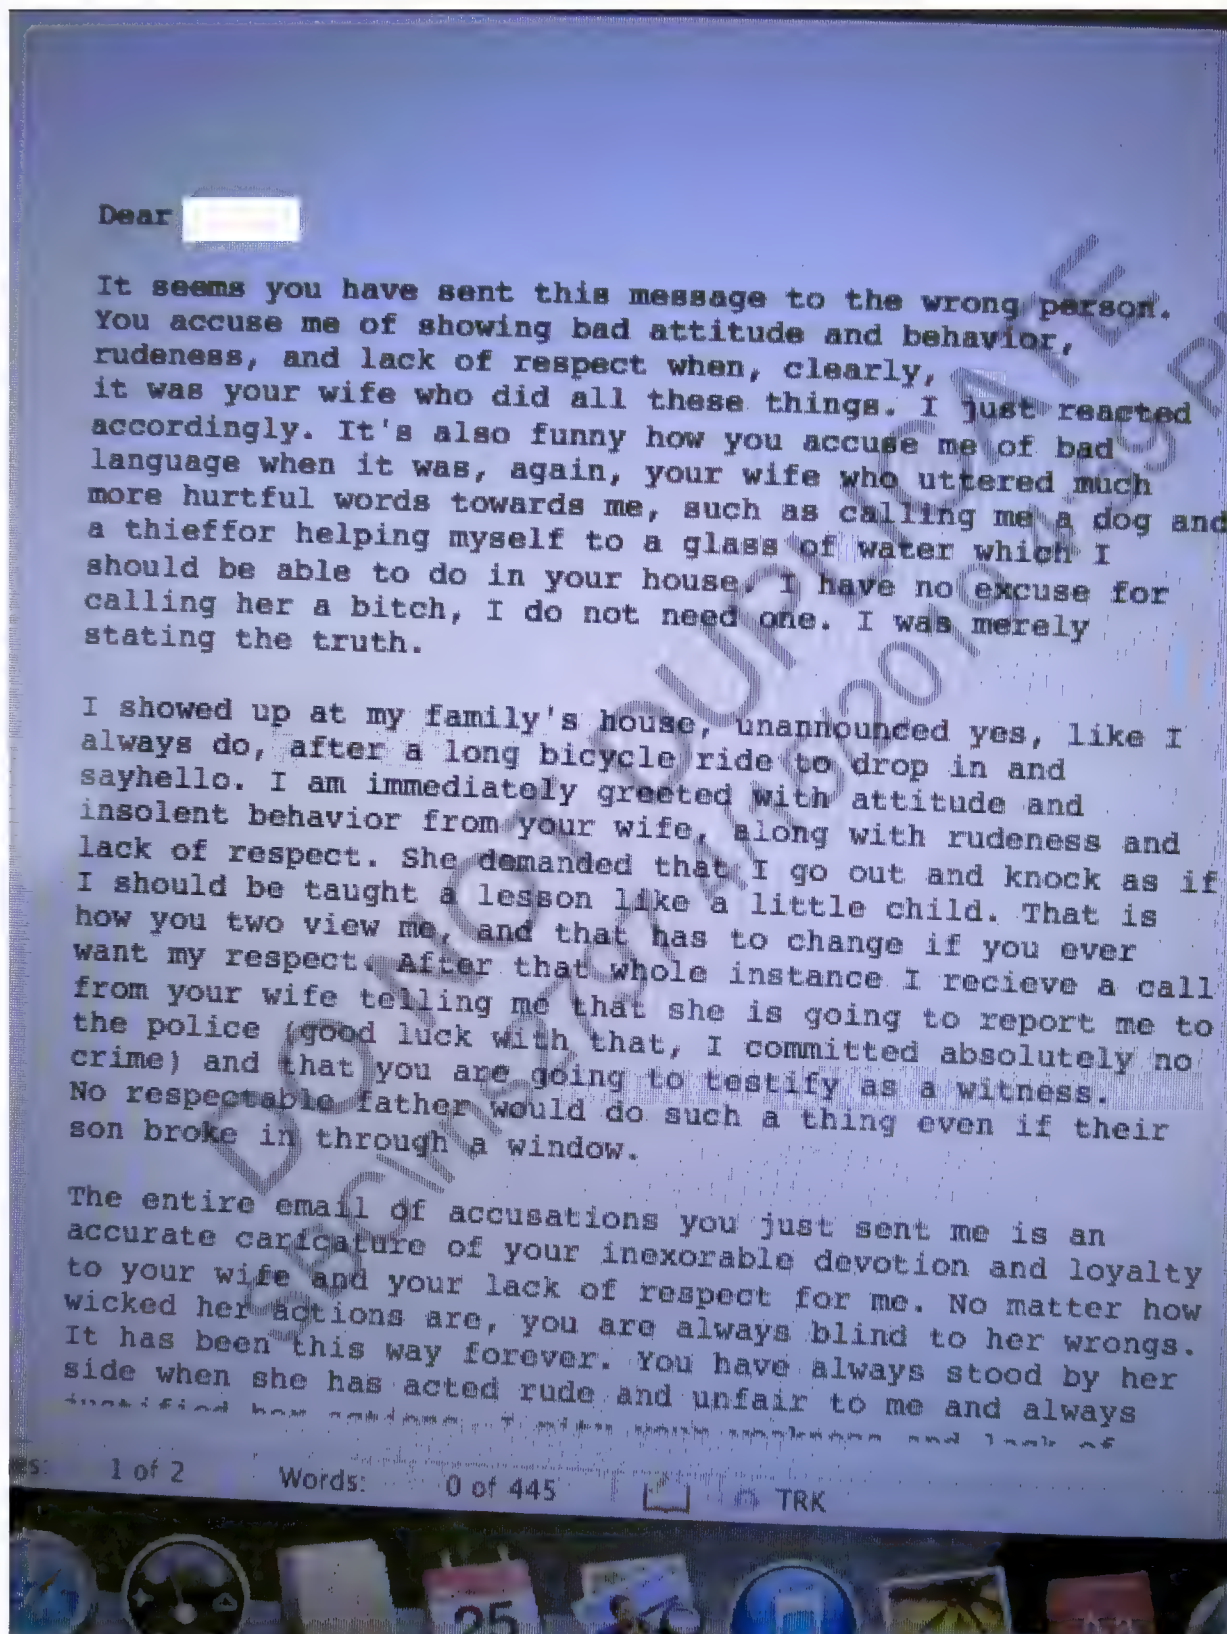 Dear
It seems you have sent this message to the wrong person.
You accuse me of showing bad attitude and behavior,
rudeness, and lack of respect when, clearly,
it was your wife who did all these things. I just reacted
accordingly. It's also funny how you accuse me of bad
language when it was, again, your wife who uttered much
more hurtful words towards me, such as calling me a dog and
a thieffor helping myself to a glass of water which I
should be able to do in your house. I have no excuse for
calling her a bitch, I do not need one. I was merely
stating the truth.
I showed up at my family's house, unannounced yes, like I
always do, after a long bicycle ride to drop in and
sayhello. I am immediately greeted with attitude and
insolent behavior from your wife, along with rudeness and
lack of respect. She demanded that I go out and knock as if
I should be taught a lesson like a little child. That is
how you two view me, and that has to change if you ever
want my respect. After that whole instance I recieve a call
from your wife telling me that she is going to report me to
the police (good luck with that, I committed absolutely no
crime) and that you are going to testify as a witness.
No respectable father would do such a thing even if their
son broke in through a window.
The entire email of accusations you just sent me is an
accurate caricature of your inexorable devotion and loyalty
to your wife and your lack of respect for me. No matter how
wicked her actions are, you are always blind to her wrongs.
It has been this way forever. You have always stood by her
side when she has acted rude and unfair to me and always
1 of 2 Words: 0 of 445 TRK
25
DO NOT DUPLICATE